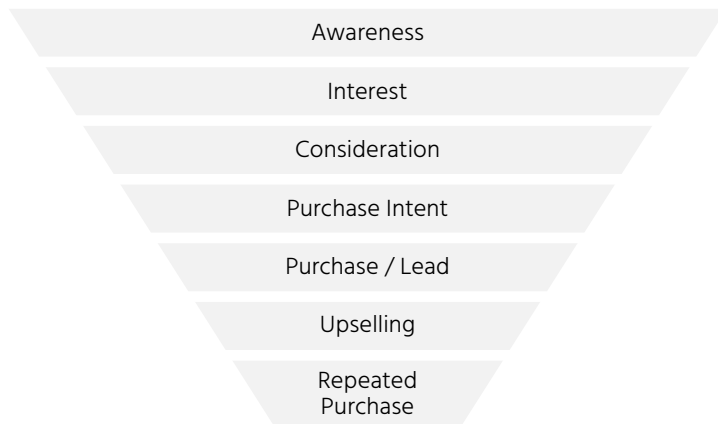 Awareness
Interest
Consideration
Purchase Intent
Purchase / Lead
Upselling
Repeated
Purchase